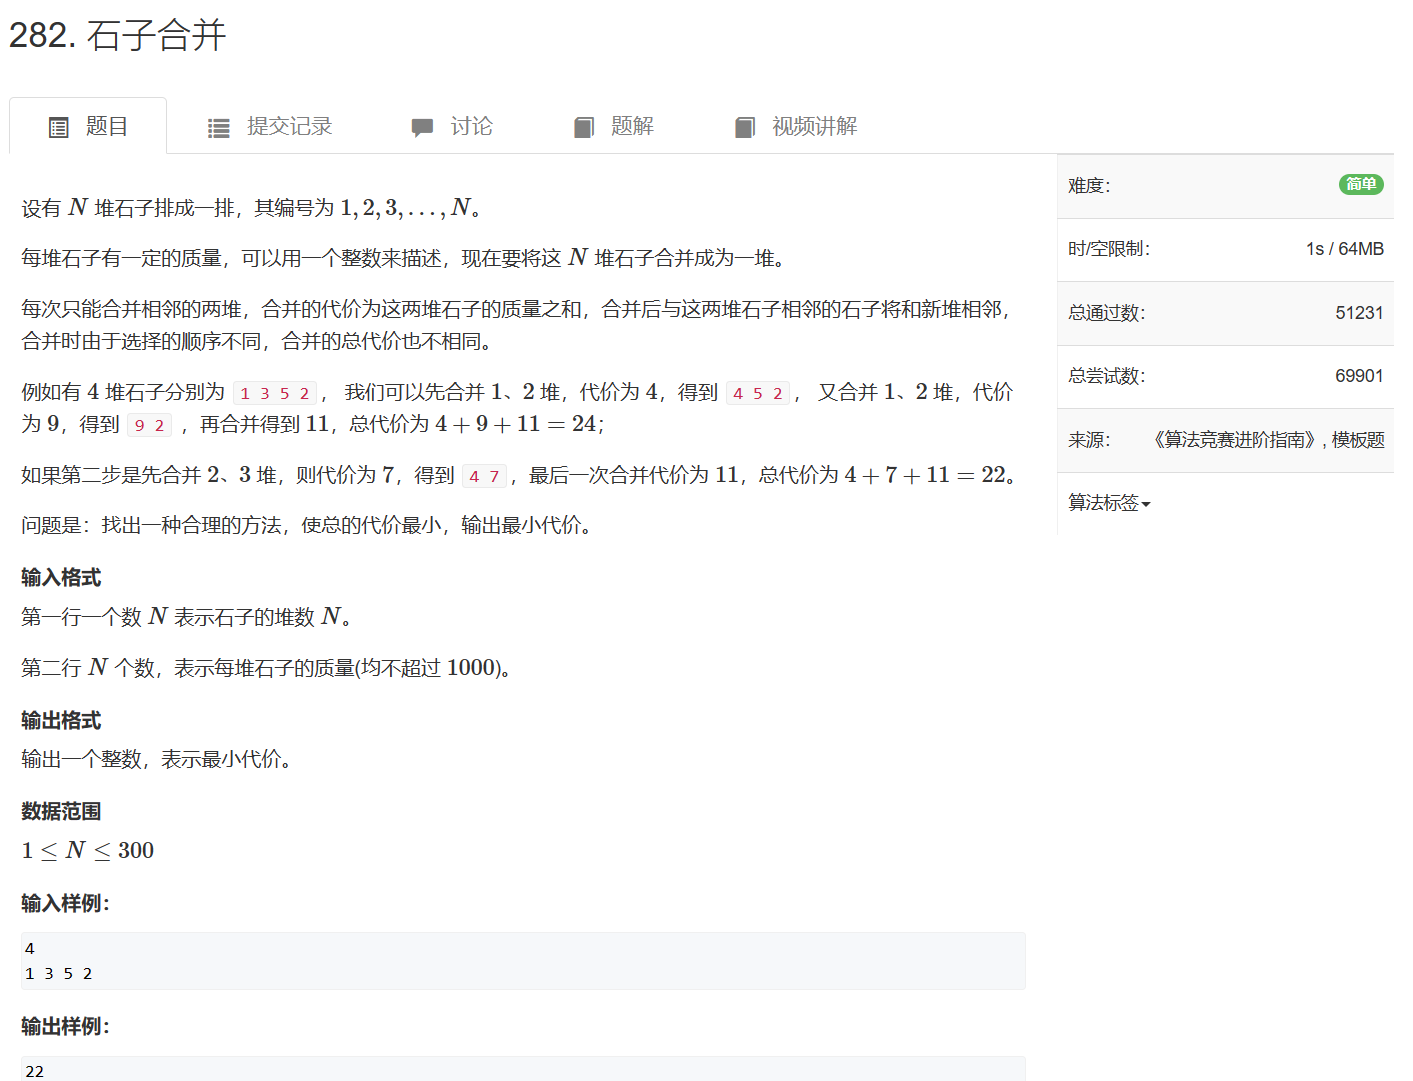 282. 石子合并
题目
提交记录
讨论
题解
视频讲解
设有 N 堆石子排成一排，其编号为 1,2,3,…,N。
每堆石子有一定的质量，可以用一个整数来描述，现在要将这 N 堆石子合并成为一堆。
每次只能合并相邻的两堆，合并的代价为这两堆石子的质量之和，合并后与这两堆石子相邻的石子将和新堆相邻，
合并时由于选择的顺序不同，合并的总代价也不相同。
例如有 4 堆石子分别为 1 3 5 2 ， 我们可以先合并 1、2 堆，代价为 4，得到 4 5 2 ， 又合并 1、2 堆，代价
为 9，得到 9 2 ，再合并得到 11，总代价为 4 + 9 + 11 = 24；
如果第二步是先合并 2、3 堆，则代价为 7，得到 4 7 ，最后一次合并代价为 11，总代价为 4 + 7 + 11 = 22。
问题是：找出一种合理的方法，使总的代价最小，输出最小代价。
输入格式
第一行一个数 N 表示石子的堆数 N。
第二行 N 个数，表示每堆石子的质量(均不超过 1000)。
输出格式
输出一个整数，表示最小代价。
数据范围
1 ≤ N ≤ 300
输入样例：
4
1 3 5 2
输出样例：
22
难度： 简单
时/空限制： 1s / 64MB
总通过数： 51231
总尝试数： 69901
来源： 《算法竞赛进阶指南》, 模板题
算法标签